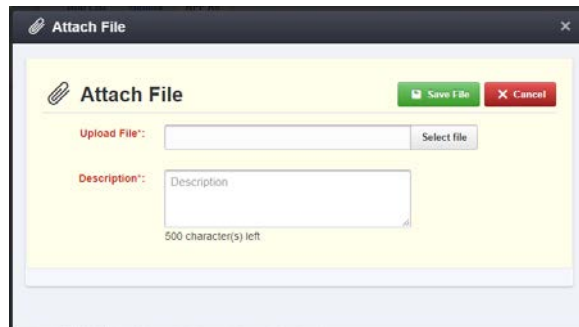 Attach File
Attach File
Save File
Cancel
Upload File*:
Select file
Description*:
Description
500 character(s) left